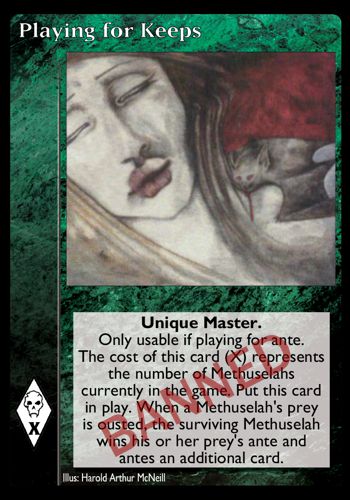 Playing for Keeps
Unique Master.
Only usable if playing for ante.
The cost of this card (X) represents
the number of Methuselahs
currently in the game. Put this card
in play. When a Methuselah's prey
is ousted, the surviving Methuselah
wins his or her prey's ante and
antes an additional card.
BANNED
X
Illus: Harold Arthur McNeill